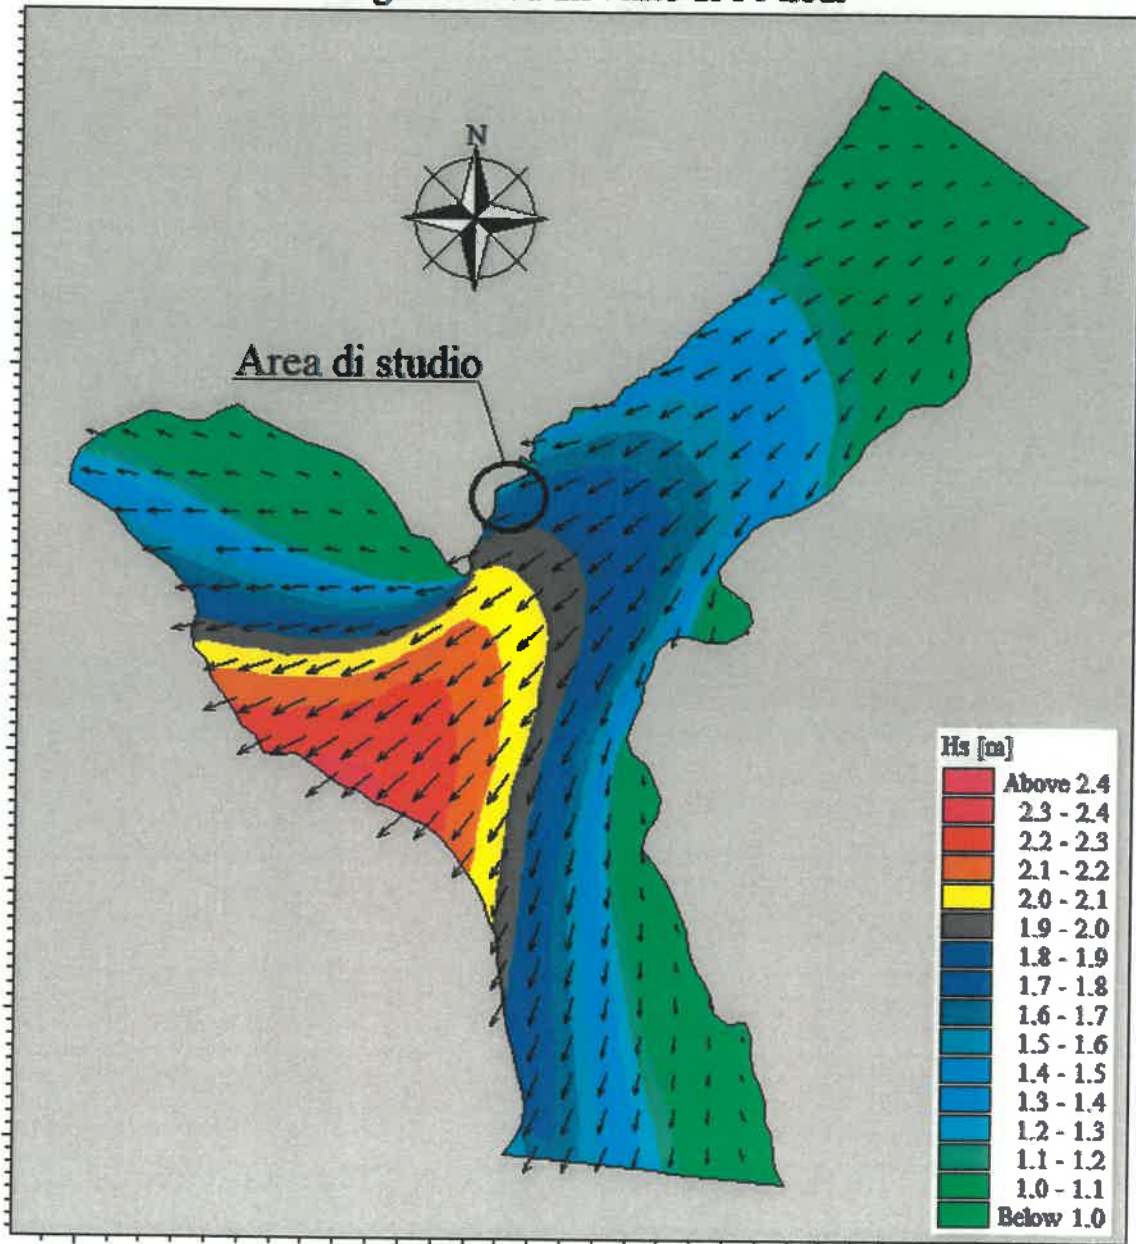 N
Area di studio
Hs [m]
Above 2.4
2.3 - 2.4
2.2 - 2.3
2.1 - 2.2
2.0 - 2.1
1.9 - 2.0
1.8 - 1.9
1.7 - 1.8
1.6 - 1.7
1.5 - 1.6
1.4 - 1.5
1.3 - 1.4
1.2 - 1.3
1.1 - 1.2
1.0 - 1.1
Below 1.0